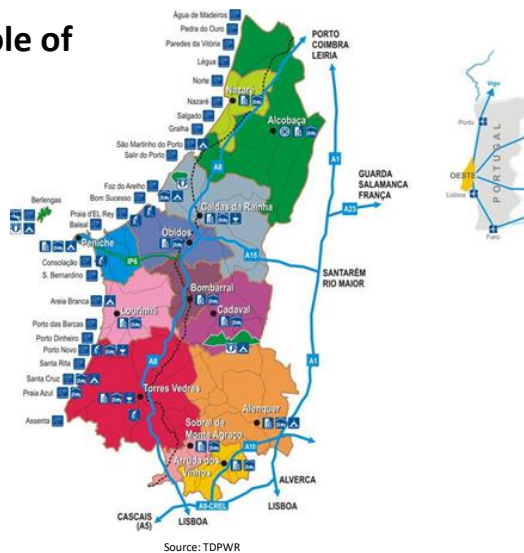 ole of
Água de Madeiros
Pedra do Ouro
Paredes da Vitória
Légua
Norte
Nazaré
Salgado
Gralha
São Martinho do Porto
Salir do Porto
Foz do Arelho
Bom Sucesso
Berlengas
Praia d'EL Rey
Baleal
Peniche
Consolação
S. Bernardino
Areia Branca
Porto das Barcas
Porto Dinheiro
Porto Novo
Santa Rita
Santa Cruz
Praia Azul
Assenta
Nazaré
Alcobaça
Caldas da Rainha
Óbidos
Bombarral
Lourinhã
Cadaval
Torres Vedras
Alenquer
Sobral de
Monte Agraço
Arruda dos
Vinhos
A8
A1
A23
A15
IP6
A8
A1
A10
A9-CREL
PORTO
COIMBRA
LEIRIA
GUARDA
SALAMANCA
FRANÇA
SANTARÉM
RIO MAIOR
ALVERCA
LISBOA
CASCAIS
(A5)
LISBOA
Vigo
Porto
PORTUGAL
OESTE
Lisboa
Faro
Source: TDPWR